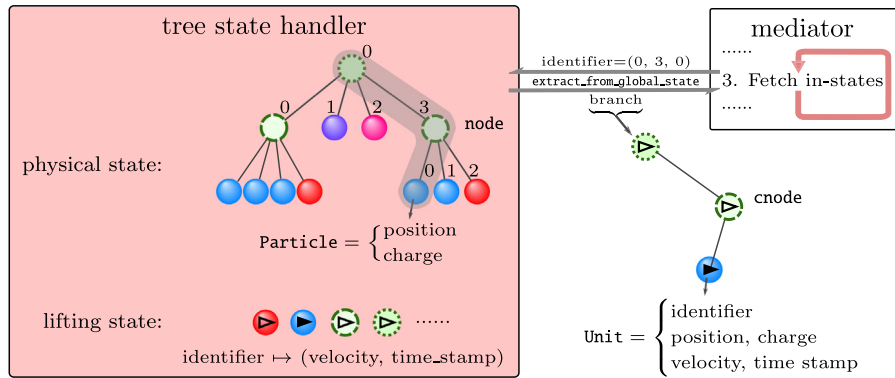 tree state handler
0
0
1
2
3
node
physical state:
0
1
2
Particle = { position
charge
lifting state:
......
identifier ↦ (velocity, time_stamp)
identifier=(0, 3, 0)
extract_from_global_state
branch
mediator
......
3. Fetch in-states
......
cnode
Unit = { identifier
position, charge
velocity, time stamp